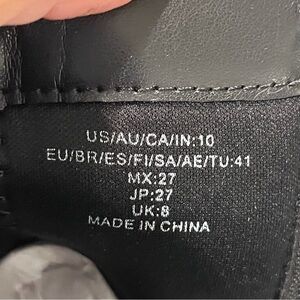 US/AU/CA/IN:10
EU/BR/ES/FI/SA/AE/TU:41
MX:27
JP:27
UK:8
MADE IN CHINA